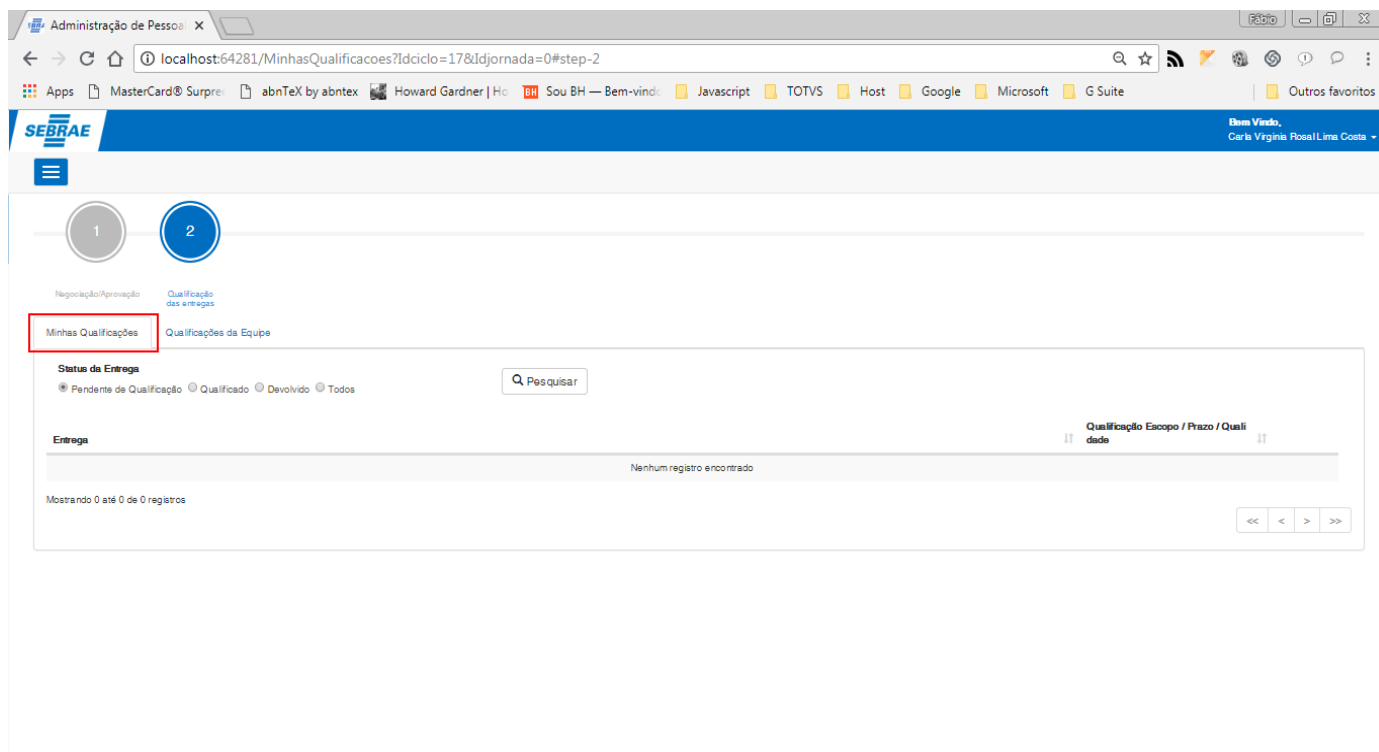 Administração de Pessoa
Fábio
localhost:64281/MinhasQualificacoes?Idciclo=17&Idjornada=0#step-2
Apps MasterCard® Surpre abnTeX by abntex Howard Gardner | Ho BH Sou BH — Bem-vind Javascript TOTVS Host Google Microsoft G Suite Outros favoritos
SEBRAE
Bem Vindo,
Carla Virginia Rosal Lima Costa
1 2
Negociação/Aprovação Qualificação
das entregas
Minhas Qualificações Qualificações da Equipe
Status da Entrega
Pendente de Qualificação Qualificado Devolvido Todos Pesquisar
Entrega Qualificação Escopo / Prazo / Quali
dade
Nenhum registro encontrado
Mostrando 0 até 0 de 0 registros
<< < > >>